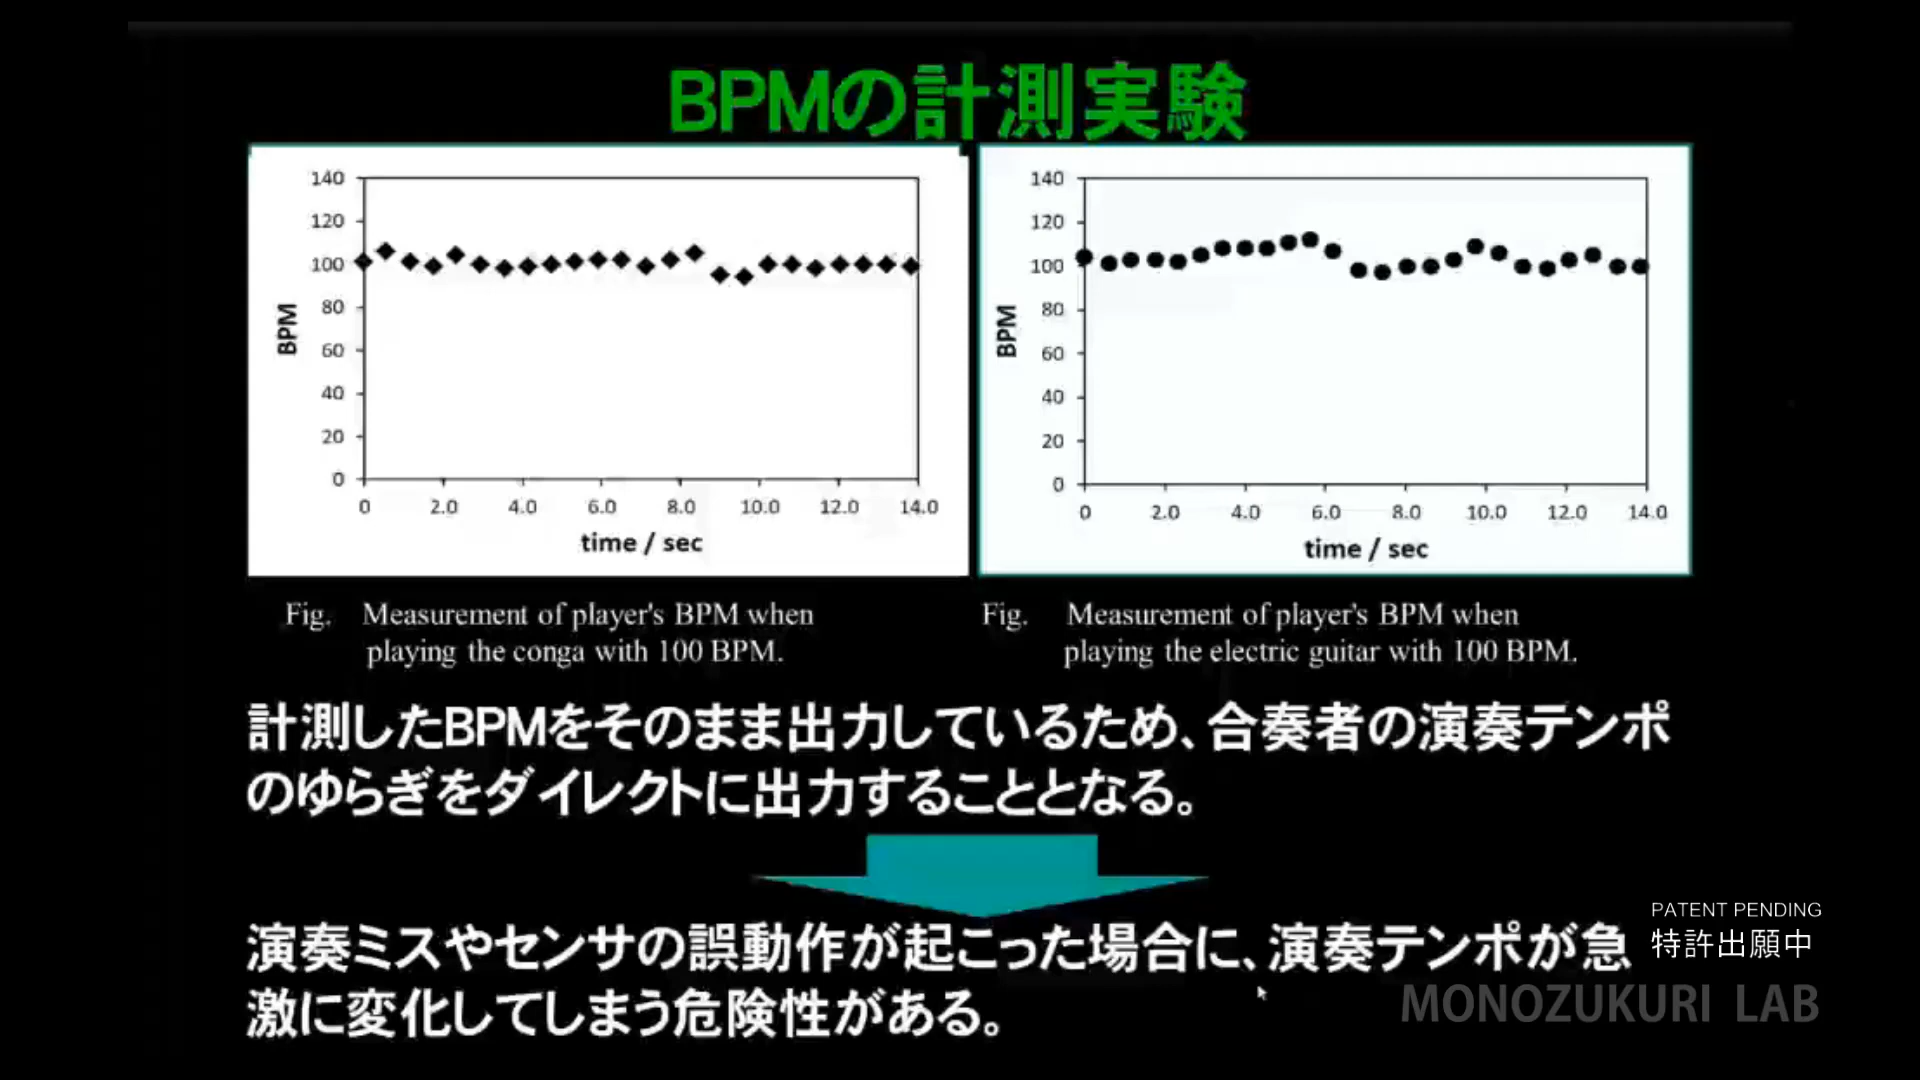 BPMの計測実験
140
120
100
80
60
40
20
0
BPM
0 2.0 4.0 6.0 8.0 10.0 12.0 14.0
time / sec
140
120
100
80
60
40
20
0
BPM
0 2.0 4.0 6.0 8.0 10.0 12.0 14.0
time / sec
Fig. Measurement of player's BPM when
playing the conga with 100 BPM.
Fig. Measurement of player's BPM when
playing the electric guitar with 100 BPM.
計測したBPMをそのまま出力しているため、合奏者の演奏テンポ
のゆらぎをダイレクトに出力することとなる。
演奏ミスやセンサの誤動作が起こった場合に、演奏テンポが急
激に変化してしまう危険性がある。
PATENT PENDING
特許出願中
MONOZUKURI LAB